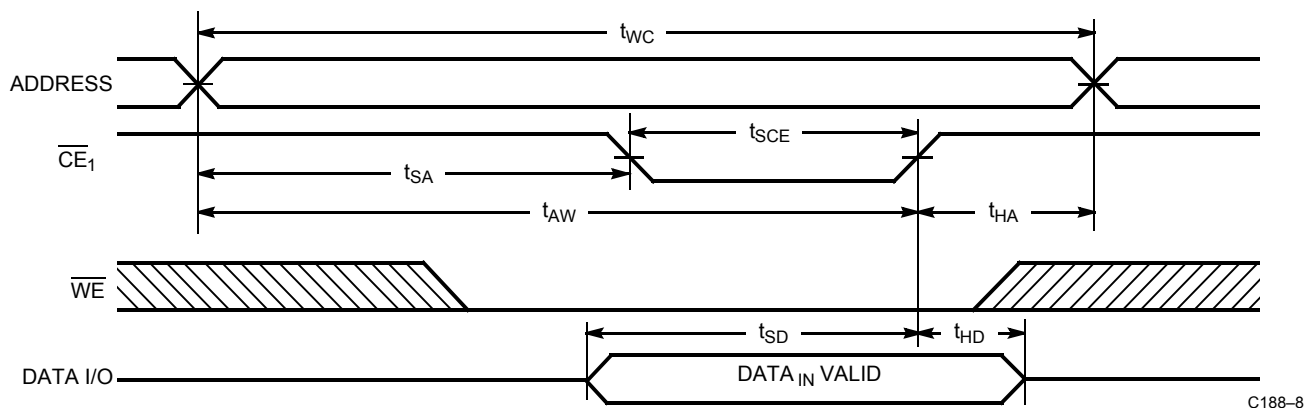 tWC
ADDRESS
tSCE
CE1
tSA
tAW
tHA
WE
tSD
tHD
DATA I/O
DATA IN VALID
C188–8